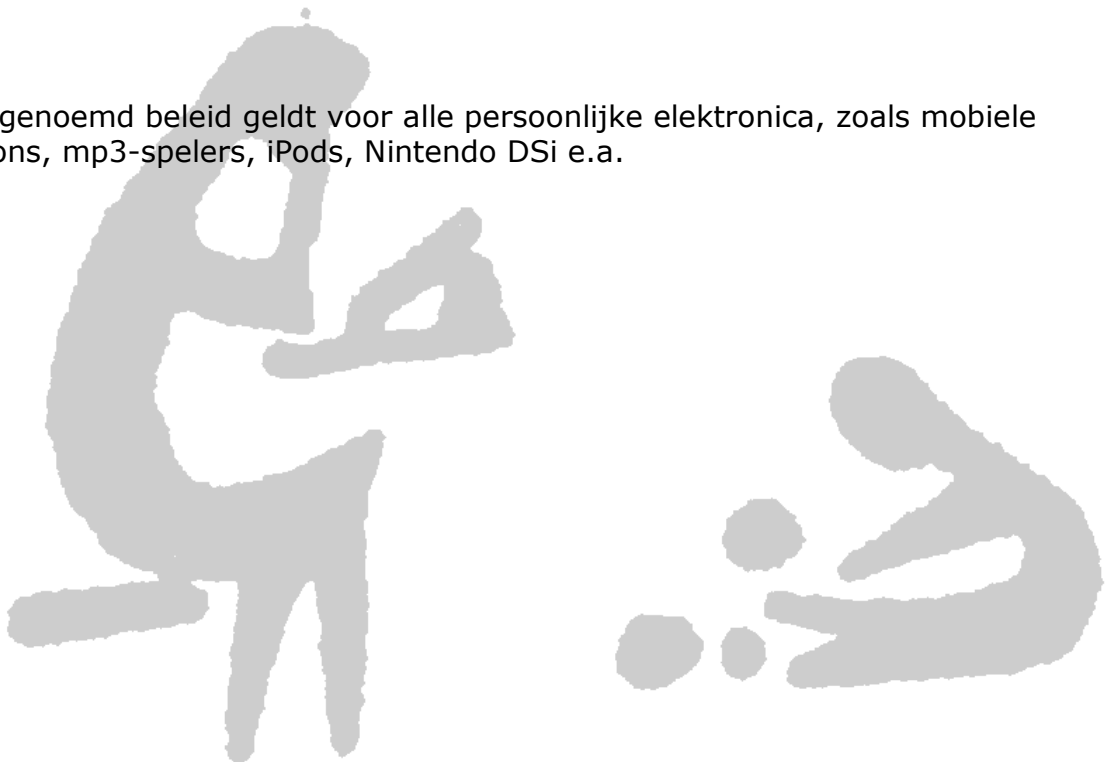 genoemd beleid geldt voor alle persoonlijke elektronica, zoals mobiele
ons, mp3-spelers, iPods, Nintendo DSi e.a.